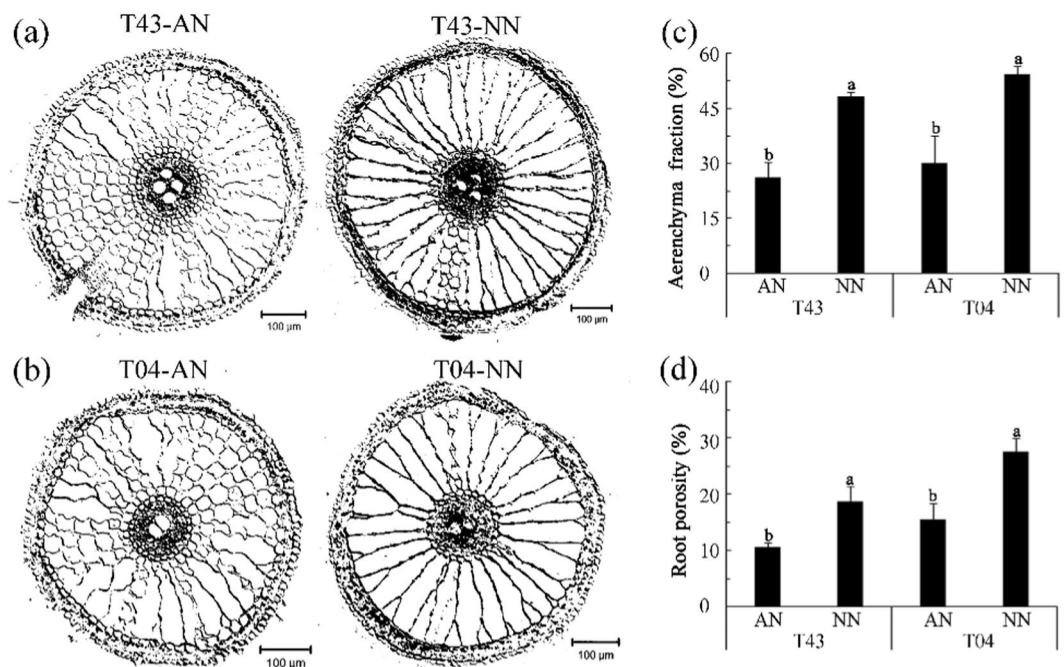 (a)
T43-AN
T43-NN
100 μm
100 μm
(b)
T04-AN
T04-NN
100 μm
100 μm
(c)
Aerenchyma fraction (%)
60
45
30
15
0
b
a
b
a
AN
NN
AN
NN
T43
T04
(d)
Root porosity (%)
40
30
20
10
0
b
a
b
a
AN
NN
AN
NN
T43
T04